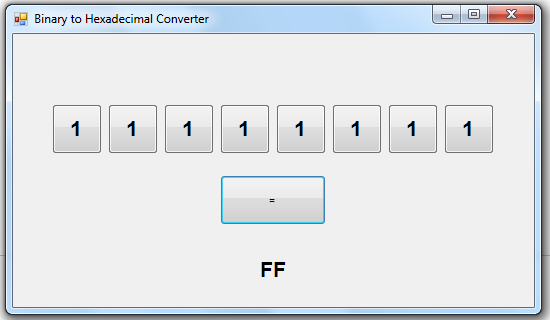 Binary to Hexadecimal Converter
1 1 1 1 1 1 1 1
=
FF